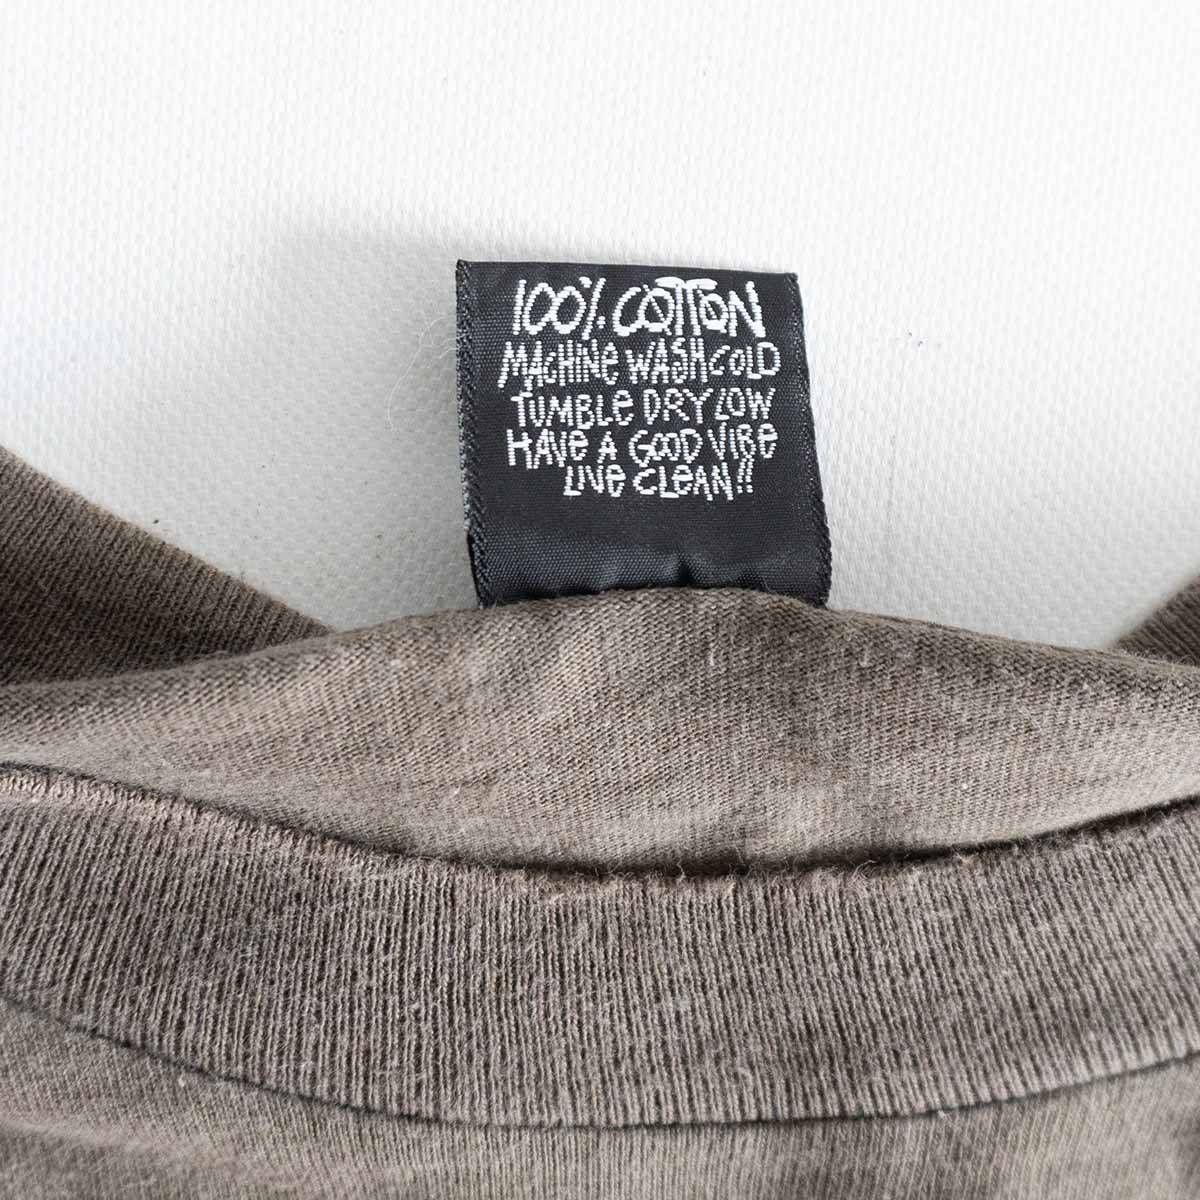 100% COTTON
MACHINE WASH COLD
TUMBLE DRY LOW
HAVE A GOOD VIBE
LIVE CLEAN!!